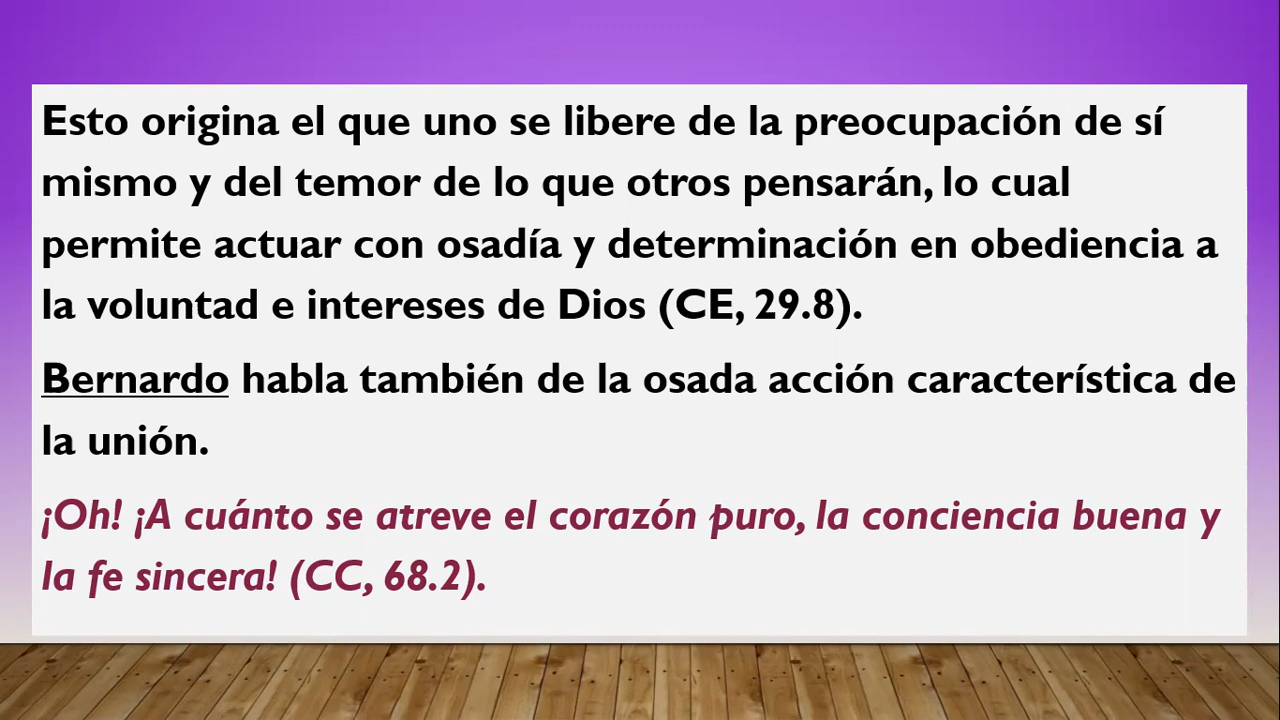 Esto origina el que uno se libere de la preocupación de sí
mismo y del temor de lo que otros pensarán, lo cual
permite actuar con osadía y determinación en obediencia a
la voluntad e intereses de Dios (CE, 29.8).
Bernardo habla también de la osada acción característica de
la unión.
¡Oh! ¡A cuánto se atreve el corazón puro, la conciencia buena y
la fe sincera! (CC, 68.2).